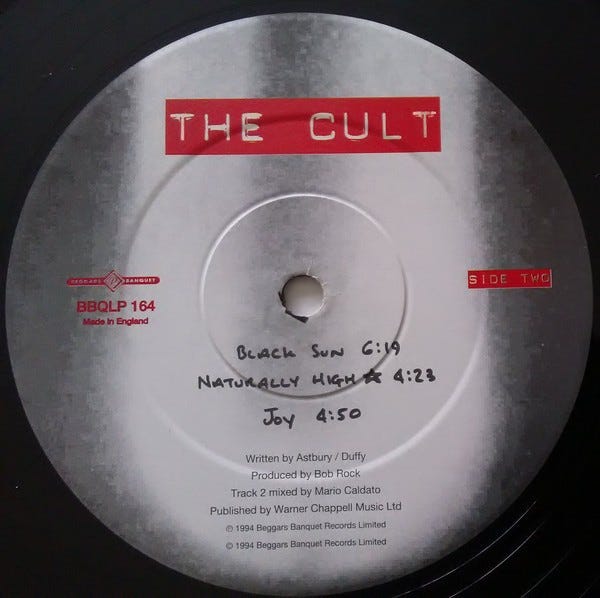 THE CULT
BEGGARS BANQUET
BBQLP 164
Made in England
SIDE TWO
BLACK SUN 6:19
NATURALLY HIGH ☆ 4:23
JOY 4:50
Written by Astbury / Duffy
Produced by Bob Rock
Track 2 mixed by Mario Caldato
Published by Warner Chappell Music Ltd
℗ 1994 Beggars Banquet Records Limited
© 1994 Beggars Banquet Records Limited